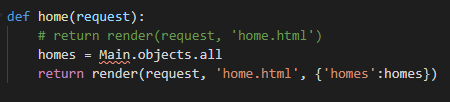 def home(request):
    # return render(request, 'home.html')
    homes = Main.objects.all
    return render(request, 'home.html', {'homes':homes})